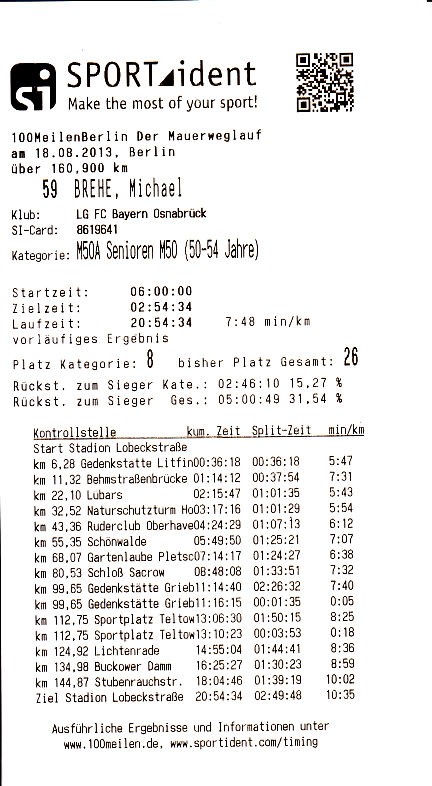 si SPORTident
Make the most of your sport!
100MeilenBerlin Der Mauerweglauf
am 18.08.2013, Berlin
über 160,900 km
59 BREHE, Michael
Klub: LG FC Bayern Osnabrück
SI-Card: 8619641
Kategorie: M50A Senioren M50 (50-54 Jahre)
Startzeit: 06:00:00
Zielzeit: 02:54:34
Laufzeit: 20:54:34 7:48 min/km
vorläufiges Ergebnis
Platz Kategorie: 8 bisher Platz Gesamt: 26
Rückst. zum Sieger Kate.: 02:46:10 15,27 %
Rückst. zum Sieger Ges.: 05:00:49 31,54 %
Kontrollstelle kum. Zeit Split-Zeit min/km
Start Stadion Lobeckstraße
km 6,28 Gedenkstatte Litfin00:36:18 00:36:18 5:47
km 11,32 Behmstraßenbrücke 01:14:12 00:37:54 7:31
km 22,10 Lubars 02:15:47 01:01:35 5:43
km 32,52 Naturschutzturm Ho03:17:16 01:01:29 5:54
km 43,36 Ruderclub Oberhave04:24:29 01:07:13 6:12
km 55,35 Schönwalde 05:49:50 01:25:21 7:07
km 68,07 Gartenlaube Pletsc07:14:17 01:24:27 6:38
km 80,53 Schloß Sacrow 08:48:08 01:33:51 7:32
km 99,65 Gedenkstätte Grieb11:14:40 02:26:32 7:40
km 99,65 Gedenkstätte Grieb11:16:15 00:01:35 0:05
km 112,75 Sportplatz Teltow13:06:30 01:50:15 8:25
km 112,75 Sportplatz Teltow13:10:23 00:03:53 0:18
km 124,92 Lichtenrade 14:55:04 01:44:41 8:36
km 134,98 Buckower Damm 16:25:27 01:30:23 8:59
km 144,87 Stubenrauchstr. 18:04:46 01:39:19 10:02
Ziel Stadion Lobeckstraße 20:54:34 02:49:48 10:35
Ausführliche Ergebnisse und Informationen unter
www.100meilen.de, www.sportident.com/timing